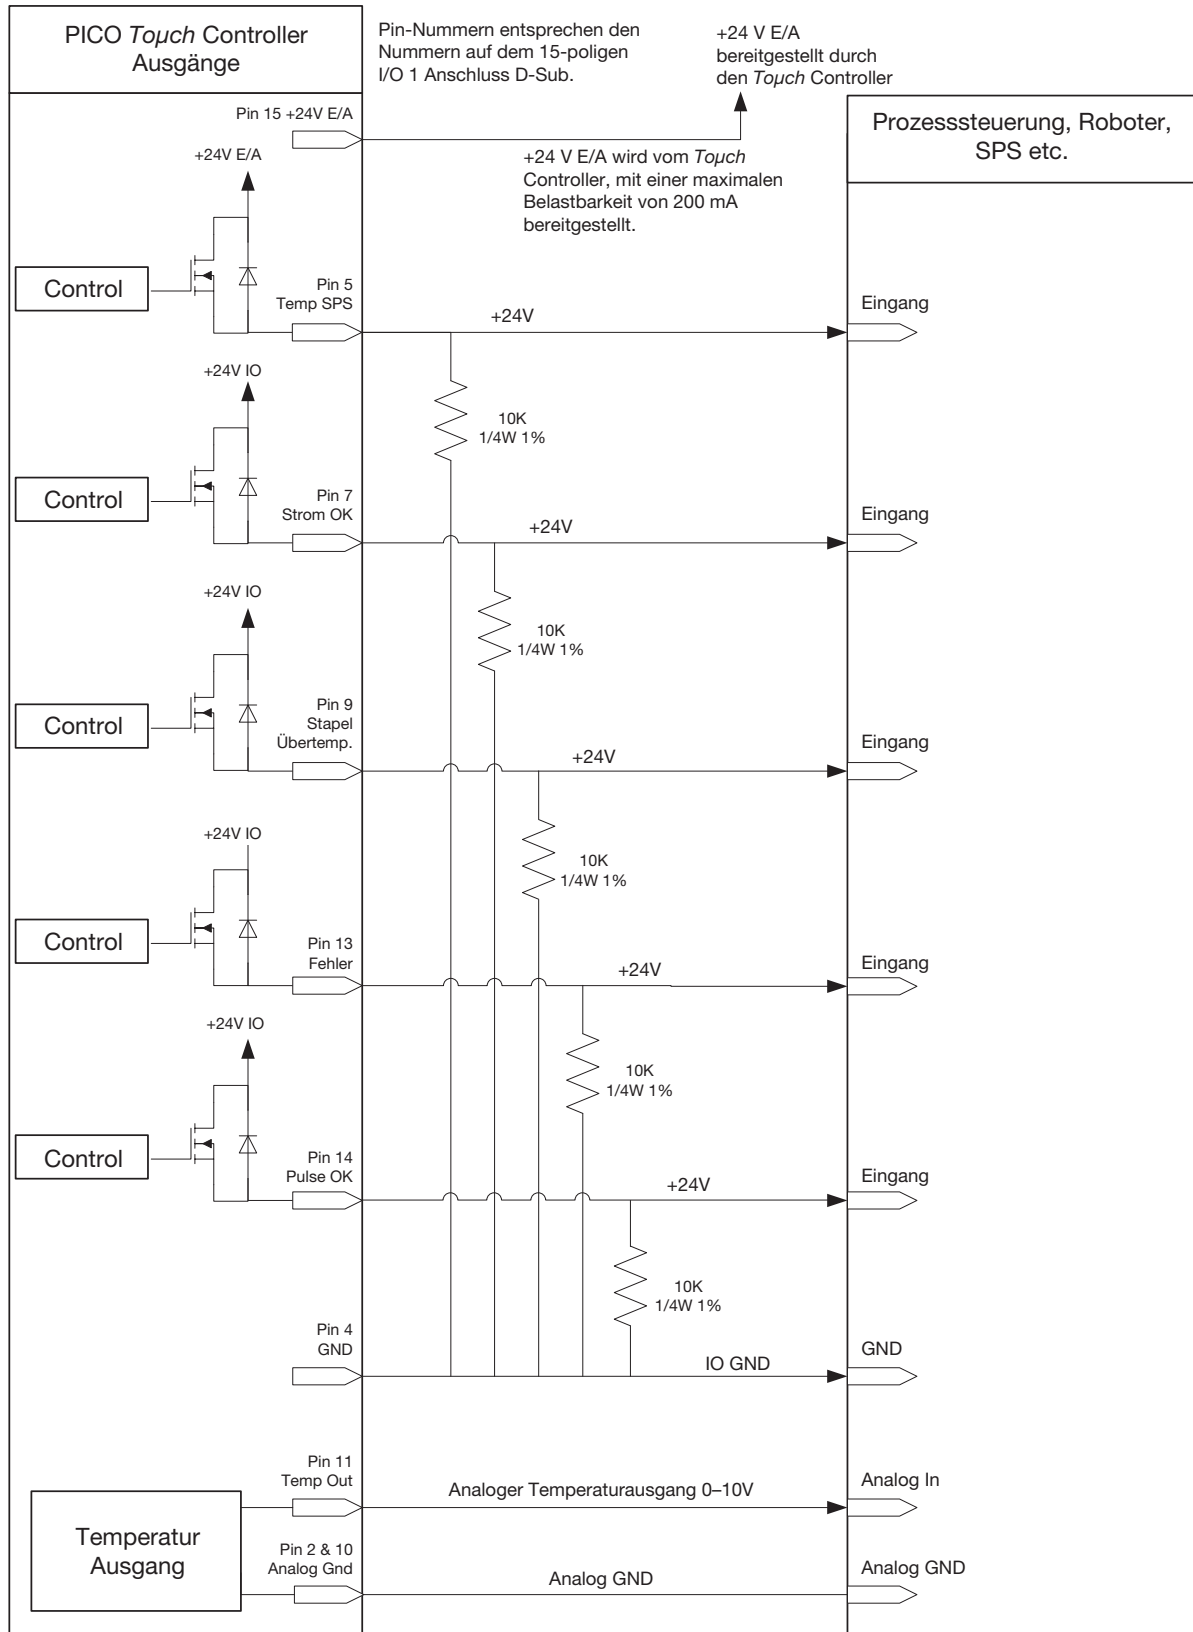 PICO Toμch Controller
Ausgänge
Pin-Nummern entsprechen den
Nummern auf dem 15-poligen
I/O 1 Anschluss D-Sub.
+24 V E/A
bereitgestellt durch
den Toμch Controller
Pin 15 +24V E/A
Prozesssteuerung, Roboter,
SPS etc.
+24 V E/A wird vom Toμch
Controller, mit einer maximalen
Belastbarkeit von 200 mA
bereitgestellt.
+24V E/A
Control
Pin 5
Temp SPS
+24V
Eingang
10K
1/4W 1%
+24V IO
Control
Pin 7
Strom OK
+24V
Eingang
10K
1/4W 1%
+24V IO
Control
Pin 9
Stapel
Übertemp.
+24V
Eingang
10K
1/4W 1%
+24V IO
Control
Pin 13
Fehler
+24V
Eingang
10K
1/4W 1%
+24V IO
Control
Pin 14
Pulse OK
+24V
Eingang
10K
1/4W 1%
Pin 4
GND
IO GND
GND
Pin 11
Temp Out
Analoger Temperaturausgang 0–10V
Analog In
Temperatur
Ausgang
Pin 2 & 10
Analog Gnd
Analog GND
Analog GND